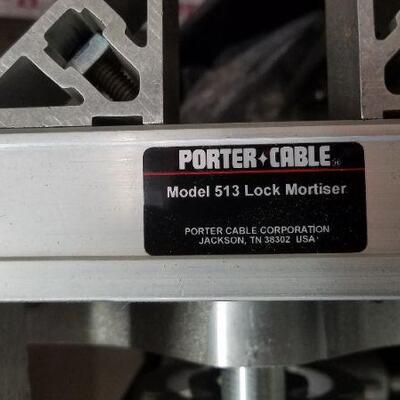 PORTER+CABLE®
Model 513 Lock Mortiser
PORTER CABLE CORPORATION
JACKSON, TN 38302 USA